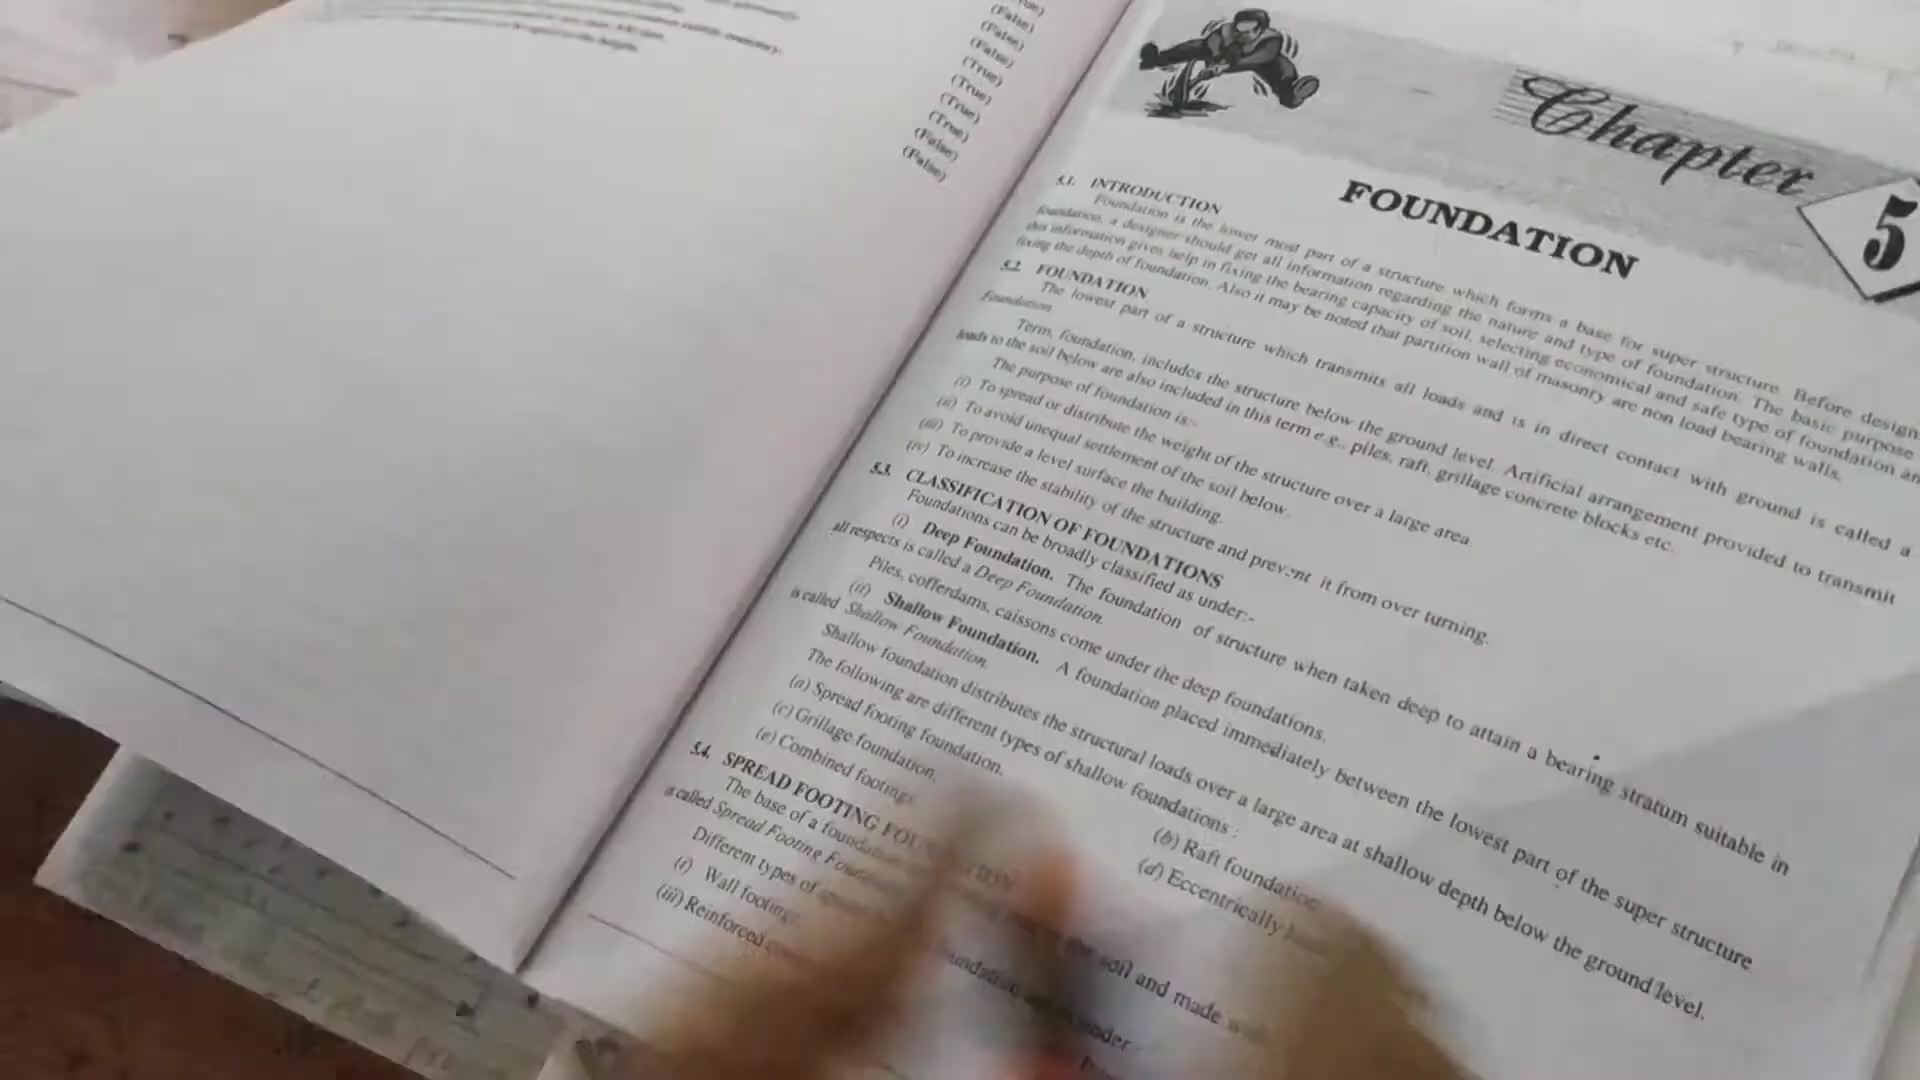 (False)
(False)
(False)
(True)
(True)
(True)
(True)
(False)
(False)
Chapter
5
FOUNDATION
5.1. INTRODUCTION
Foundation is the lower most part of a structure which forms a base for super structure. Before design
foundation, a designer should get all information regarding the nature and type of foundation. The basic purpose
this information gives help in fixing the bearing capacity of soil, selecting economical and safe type of foundation an
fixing the depth of foundation. Also it may be noted that partition wall of masonry are non load bearing walls.
5.2. FOUNDATION
The lowest part of a structure which transmits all loads and is in direct contact with ground is called a
Foundation.
Term, foundation, includes the structure below the ground level. Artificial arrangement provided to transmit
loads to the soil below are also included in this term e.g., piles, raft, grillage concrete blocks etc.
The purpose of foundation is:-
(i) To spread or distribute the weight of the structure over a large area.
(ii) To avoid unequal settlement of the soil below.
(iii) To provide a level surface the building.
(iv) To increase the stability of the structure and prevent it from over turning.
5.3. CLASSIFICATION OF FOUNDATIONS
Foundations can be broadly classified as under:-
(i) Deep Foundation. The foundation of structure when taken deep to attain a bearing stratum suitable in
all respects is called a Deep Foundation.
Piles, cofferdams, caissons come under the deep foundations.
(ii) Shallow Foundation. A foundation placed immediately between the lowest part of the super structure
is called Shallow Foundation.
Shallow foundation distributes the structural loads over a large area at shallow depth below the ground level.
The following are different types of shallow foundations :
(a) Spread footing foundation.
(b) Raft foundation
(c) Grillage foundation.
(d) Eccentrically
(e) Combined footing
5.4. SPREAD FOOTING
The base of a foundation soil and made
is called Spread Footing
Different types of
(i) Wall footing
(iii) Reinforced